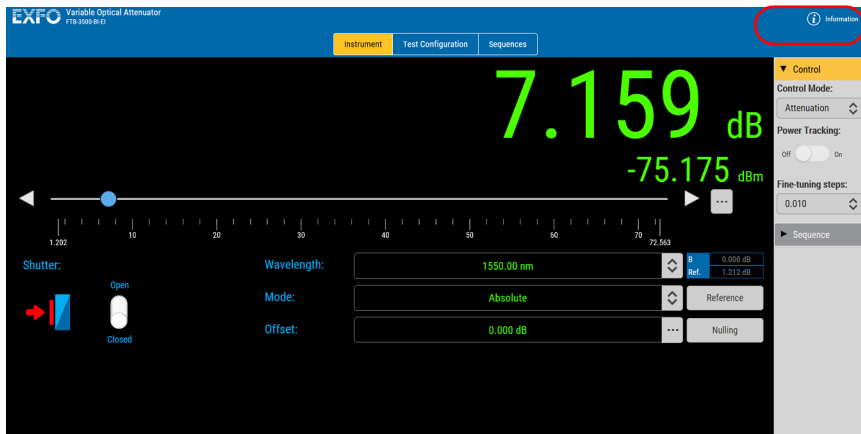 EXFO Variable Optical Attenuator
FTB-3500-BI-EI
i Information
Instrument Test Configuration Sequences
7.159 dB
-75.175 dBm
...
1.202 10 20 30 40 50 60 70 72.563
Shutter:
Open
Closed
Wavelength: 1550.00 nm
B 0.000 dB
Ref. 1.212 dB
Mode: Absolute
Reference
Offset: 0.000 dB ...
Nulling
Control
Control Mode:
Attenuation
Power Tracking:
Off On
Fine-tuning steps:
0.010
Sequence